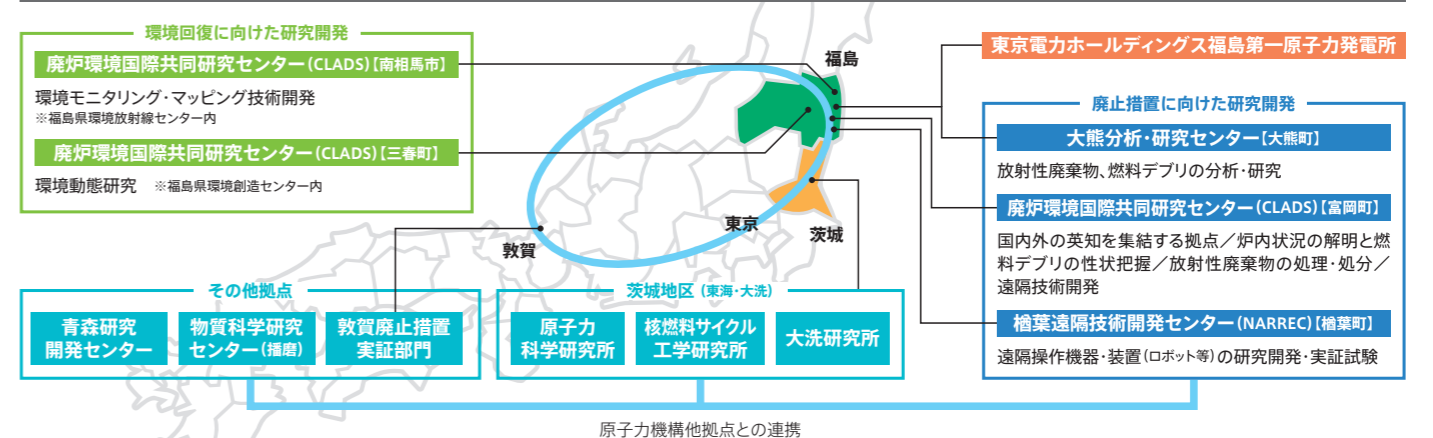 環境回復に向けた研究開発
廃炉環境国際共同研究センター(CLADS)【南相馬市】
環境モニタリング・マッピング技術開発
※福島県環境放射線センター内
廃炉環境国際共同研究センター(CLADS)【三春町】
環境動態研究 ※福島県環境創造センター内
福島
東京
茨城
敦賀
東京電力ホールディングス福島第一原子力発電所
廃止措置に向けた研究開発
大熊分析・研究センター【大熊町】
放射性廃棄物、燃料デブリの分析・研究
廃炉環境国際共同研究センター(CLADS)【富岡町】
国内外の英知を集結する拠点／炉内状況の解明と燃
料デブリの性状把握／放射性廃棄物の処理・処分／
遠隔技術開発
楢葉遠隔技術開発センター(NARREC)【楢葉町】
遠隔操作機器・装置(ロボット等)の研究開発・実証試験
その他拠点
青森研究
開発センター
物質科学研究
センター(播磨)
敦賀廃止措置
実証部門
茨城地区(東海・大洗)
原子力
科学研究所
核燃料サイクル
工学研究所
大洗研究所
原子力機構他拠点との連携